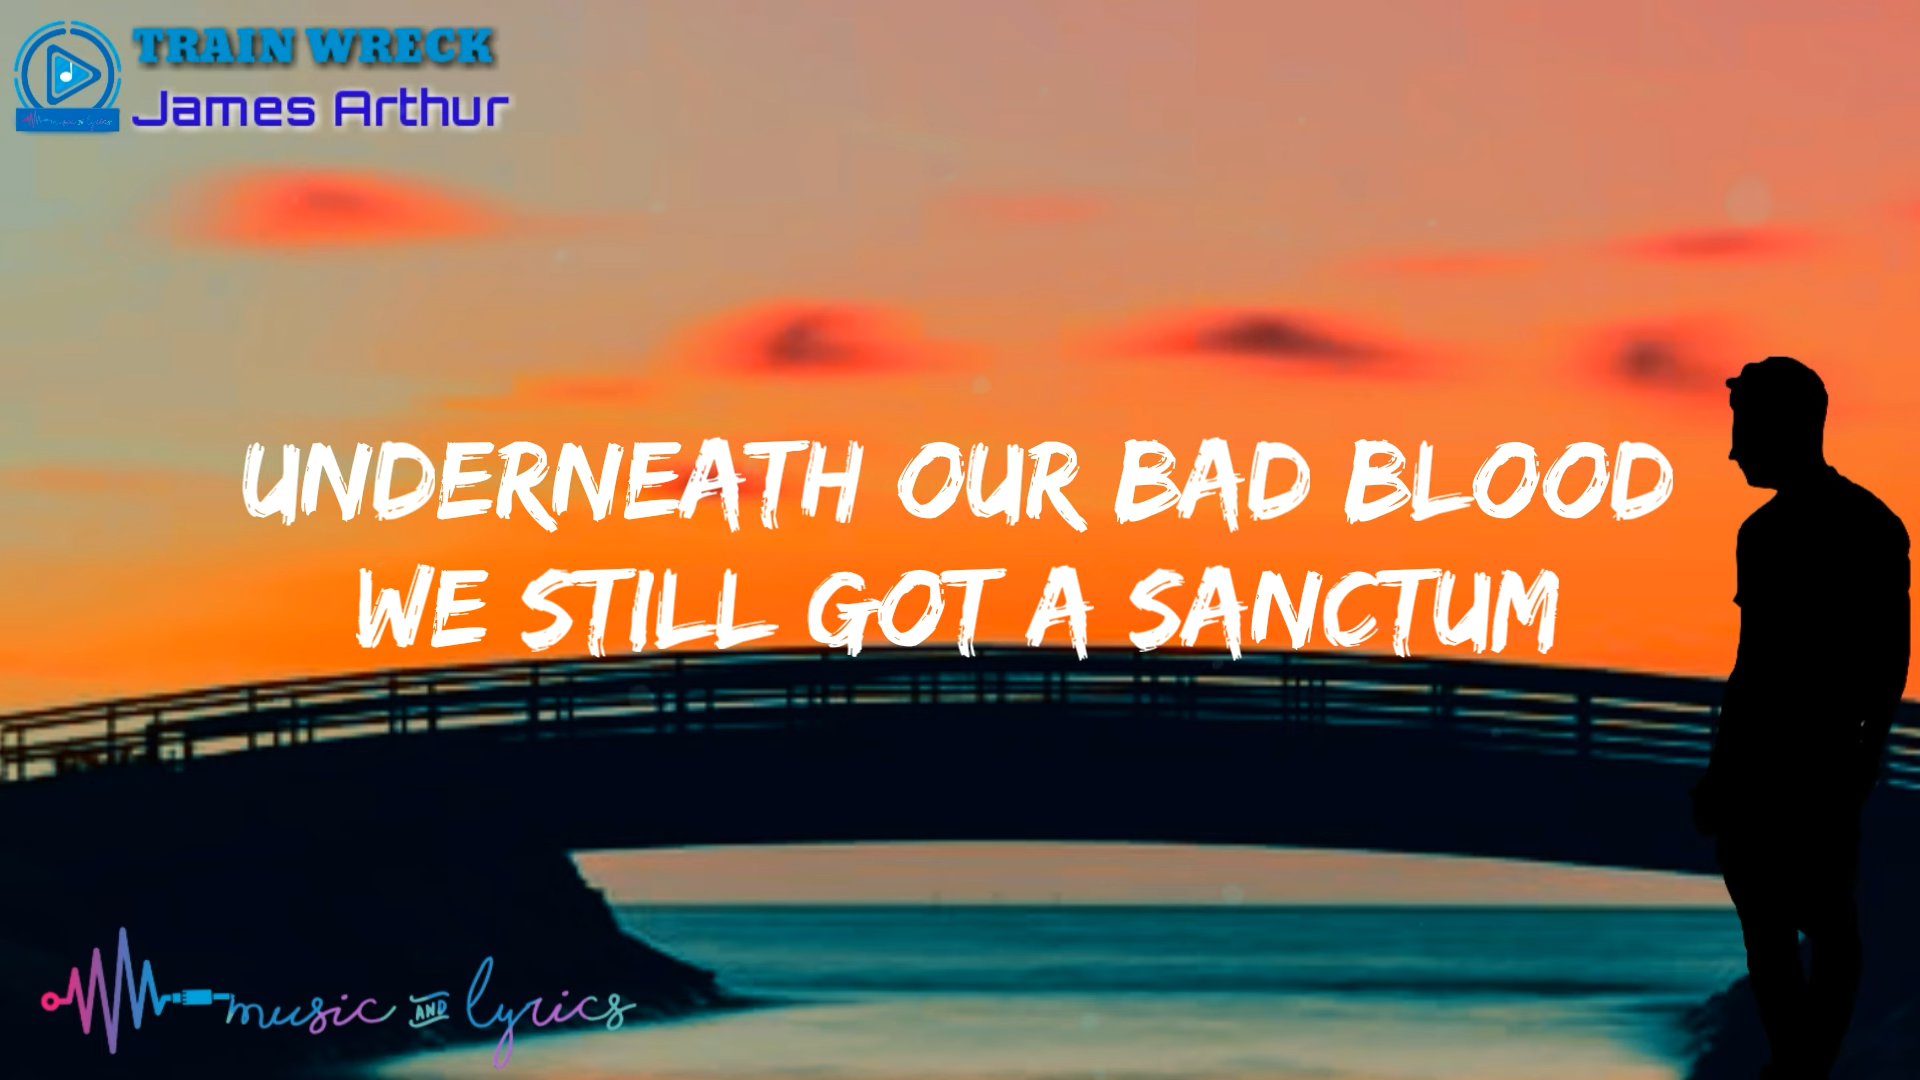 TRAIN WRECK
James Arthur
UNDERNEATH OUR BAD BLOOD
WE STILL GOT A SANCTUM
music AND lyrics